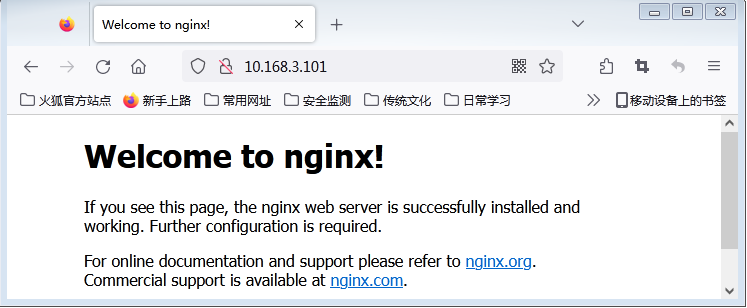 Welcome to nginx!
10.168.3.101
火狐官方站点 新手上路 常用网址 安全监测 传统文化 日常学习 移动设备上的书签
Welcome to nginx!
If you see this page, the nginx web server is successfully installed and
working. Further configuration is required.
For online documentation and support please refer to nginx.org.
Commercial support is available at nginx.com.